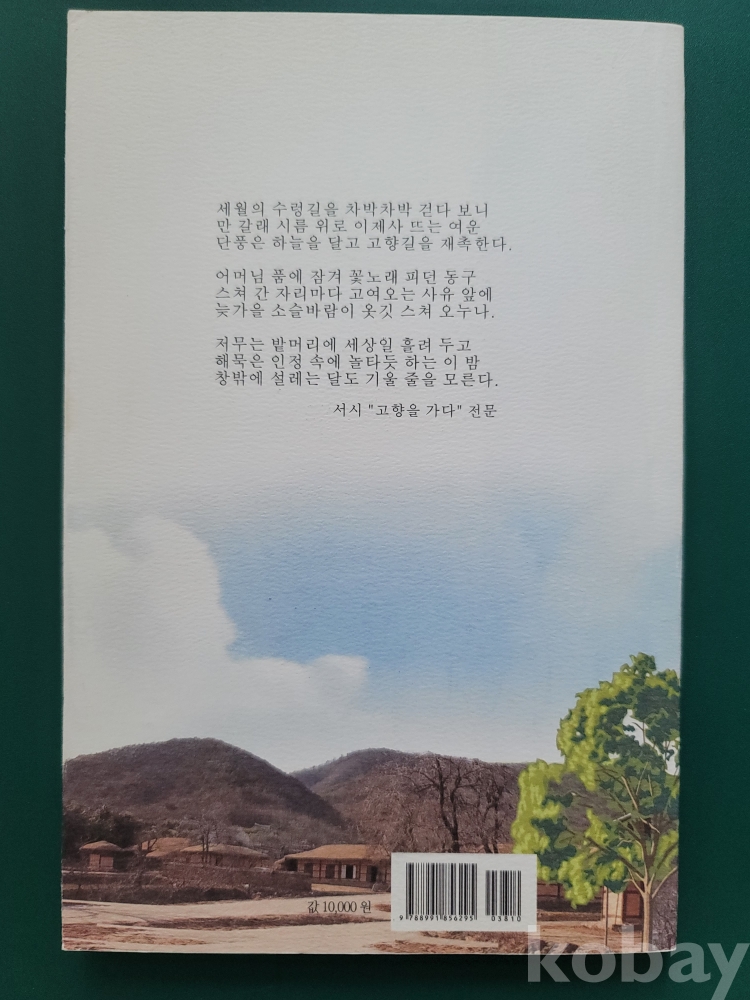 세월의 수렁길을 차박차박 걷다 보니
만 갈래 시름 위로 이제사 뜨는 여운
단풍은 하늘을 달고 고향길을 재촉한다.
어머님 품에 잠겨 꽃노래 피던 동구
스쳐 간 자리마다 고여오는 사유 앞에
늦가을 소슬바람이 옷깃 스쳐 오누나.
저무는 밭머리에 세상일 흘려 두고
해묵은 인정 속에 놀타듯 하는 이 밤
창밖에 설레는 달도 기울 줄을 모른다.
서시 "고향을 가다" 전문
값 10,000 원
9 788991 856295
03810
kobay